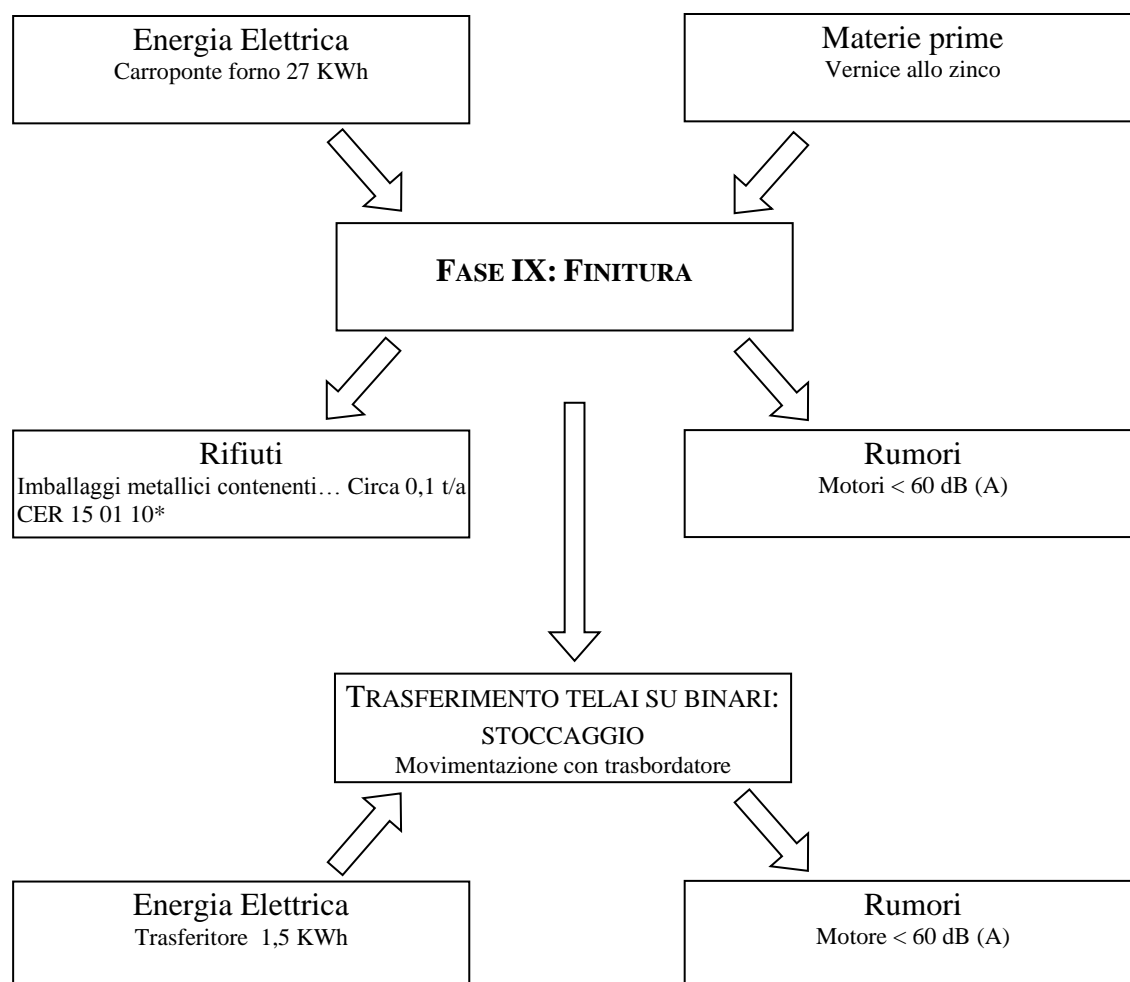 Energia Elettrica
Carroponte forno 27 KWh
Materie prime
Vernice allo zinco
FASE IX: FINITURA
Rifiuti
Imballaggi metallici contenenti… Circa 0,1 t/a
CER 15 01 10*
Rumori
Motori < 60 dB (A)
TRASFERIMENTO TELAI SU BINARI:
STOCCAGGIO
Movimentazione con trasbordatore
Energia Elettrica
Trasferitore 1,5 KWh
Rumori
Motore < 60 dB (A)